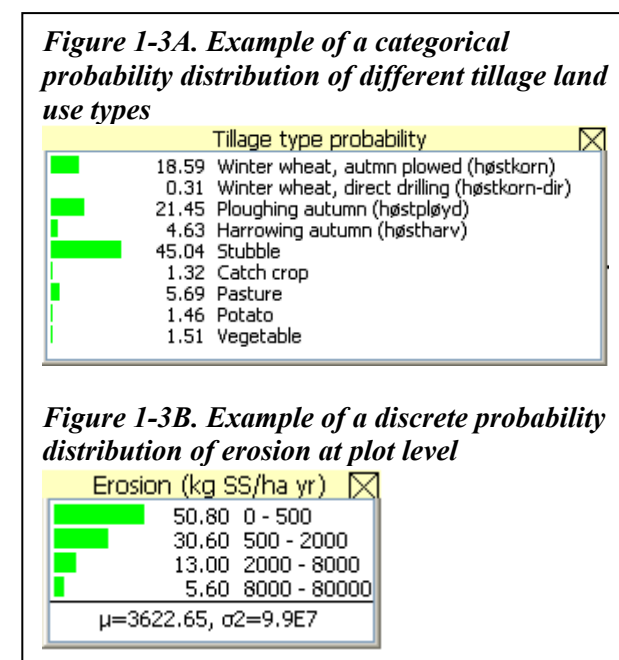 Figure 1-3A. Example of a categorical
probability distribution of different tillage land
use types
Tillage type probability
18.59 Winter wheat, autmn plowed (høstkorn)
0.31 Winter wheat, direct drilling (høstkorn-dir)
21.45 Ploughing autumn (høstpløyd)
4.63 Harrowing autumn (høstharv)
45.04 Stubble
1.32 Catch crop
5.69 Pasture
1.46 Potato
1.51 Vegetable
Figure 1-3B. Example of a discrete probability
distribution of erosion at plot level
Erosion (kg SS/ha yr)
50.80 0 - 500
30.60 500 - 2000
13.00 2000 - 8000
5.60 8000 - 80000
μ=3622.65, σ2=9.9E7